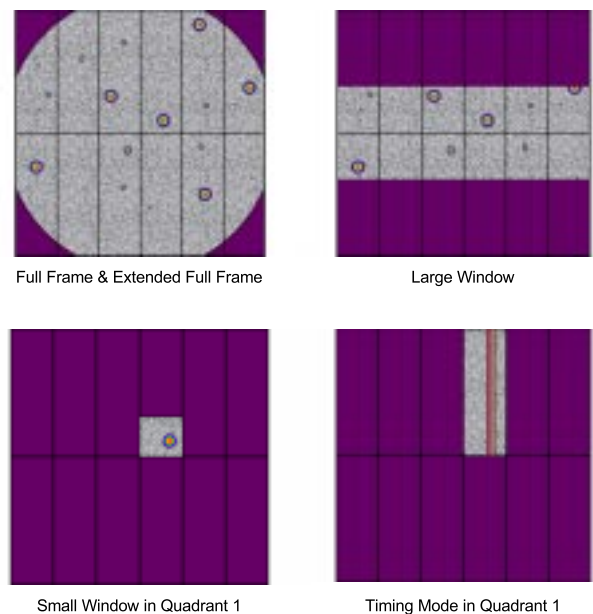 Full Frame & Extended Full Frame
Large Window
Small Window in Quadrant 1
Timing Mode in Quadrant 1